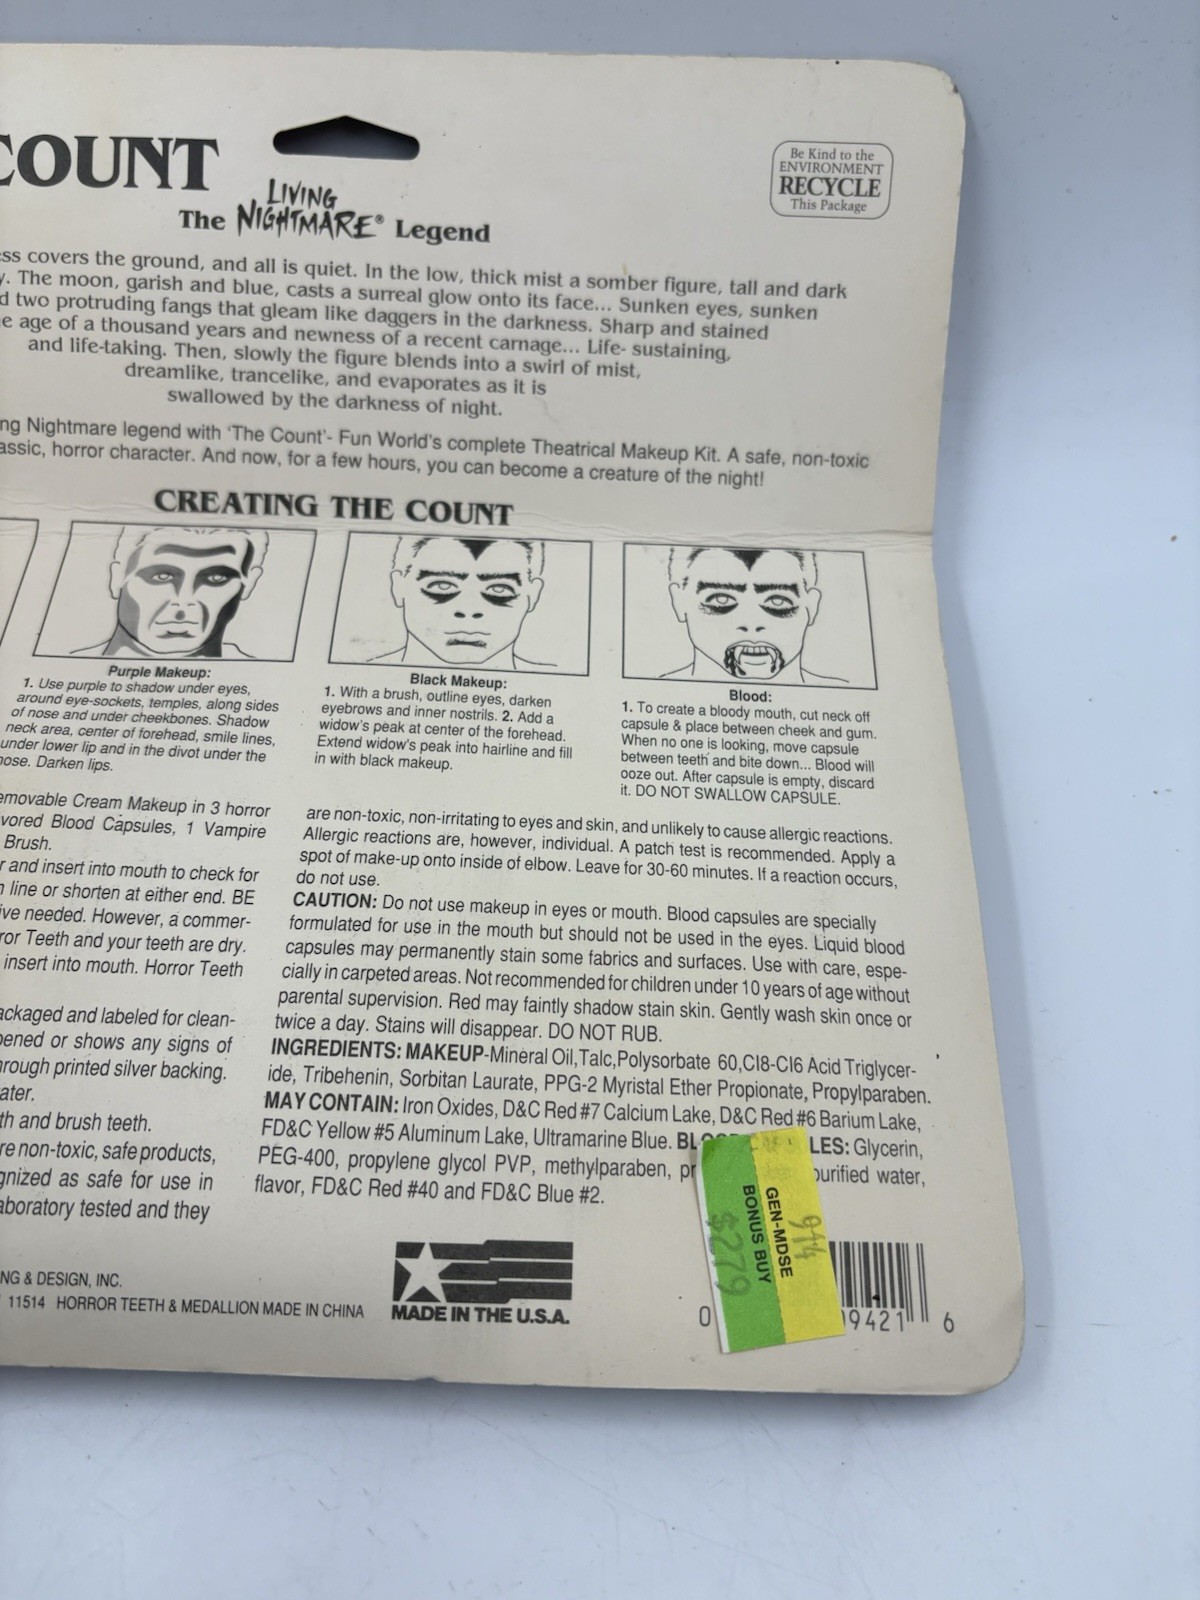 COUNT
Be Kind to the
ENVIRONMENT
RECYCLE
This Package
The LIVING NIGHTMARE® Legend
covers the ground, and all is quiet. In the low, thick mist a somber figure, tall and dark
The moon, garish and blue, casts a surreal glow onto its face... Sunken eyes, sunken
two protruding fangs that gleam like daggers in the darkness. Sharp and stained
age of a thousand years and newness of a recent carnage... Life- sustaining,
and life-taking. Then, slowly the figure blends into a swirl of mist,
dreamlike, trancelike, and evaporates as it is
swallowed by the darkness of night.
Nightmare legend with 'The Count'- Fun World's complete Theatrical Makeup Kit. A safe, non-toxic
horror character. And now, for a few hours, you can become a creature of the night!
CREATING THE COUNT
Purple Makeup:
1. Use purple to shadow under eyes,
around eye-sockets, temples, along sides
of nose and under cheekbones. Shadow
neck area, center of forehead, smile lines,
under lower lip and in the divot under the
nose. Darken lips.
Black Makeup:
1. With a brush, outline eyes, darken
eyebrows and inner nostrils. 2. Add a
widow's peak at center of the forehead.
Extend widow's peak into hairline and fill
in with black makeup.
Blood:
1. To create a bloody mouth, cut neck off
capsule & place between cheek and gum.
When no one is looking, move capsule
between teeth and bite down... Blood will
ooze out. After capsule is empty, discard
it. DO NOT SWALLOW CAPSULE.
Cream Makeup in 3 horror
Blood Capsules, 1 Vampire
Brush.
and insert into mouth to check for
line or shorten at either end. BE
needed. However, a commer-
Teeth and your teeth are dry.
insert into mouth. Horror Teeth
and labeled for clean-
or shows any signs of
printed silver backing.
and brush teeth.
non-toxic, safe products,
as safe for use in
tested and they
are non-toxic, non-irritating to eyes and skin, and unlikely to cause allergic reactions.
Allergic reactions are, however, individual. A patch test is recommended. Apply a
spot of make-up onto inside of elbow. Leave for 30-60 minutes. If a reaction occurs,
do not use.
CAUTION: Do not use makeup in eyes or mouth. Blood capsules are specially
formulated for use in the mouth but should not be used in the eyes. Liquid blood
capsules may permanently stain some fabrics and surfaces. Use with care, espe-
cially in carpeted areas. Not recommended for children under 10 years of age without
parental supervision. Red may faintly shadow stain skin. Gently wash skin once or
twice a day. Stains will disappear. DO NOT RUB.
INGREDIENTS: MAKEUP-Mineral Oil,Talc,Polysorbate 60,CI8-CI6 Acid Triglycer-
ide, Tribehenin, Sorbitan Laurate, PPG-2 Myristal Ether Propionate, Propylparaben.
MAY CONTAIN: Iron Oxides, D&C Red #7 Calcium Lake, D&C Red #6 Barium Lake,
FD&C Yellow #5 Aluminum Lake, Ultramarine Blue. Glycerin,
PEG-400, propylene glycol PVP, methylparaben, purified water,
flavor, FD&C Red #40 and FD&C Blue #2.
& DESIGN, INC.
11514 HORROR TEETH & MEDALLION MADE IN CHINA
MADE IN THE U.S.A.
GEN-MDSE
BONUS BUY
$279
0 9421 6